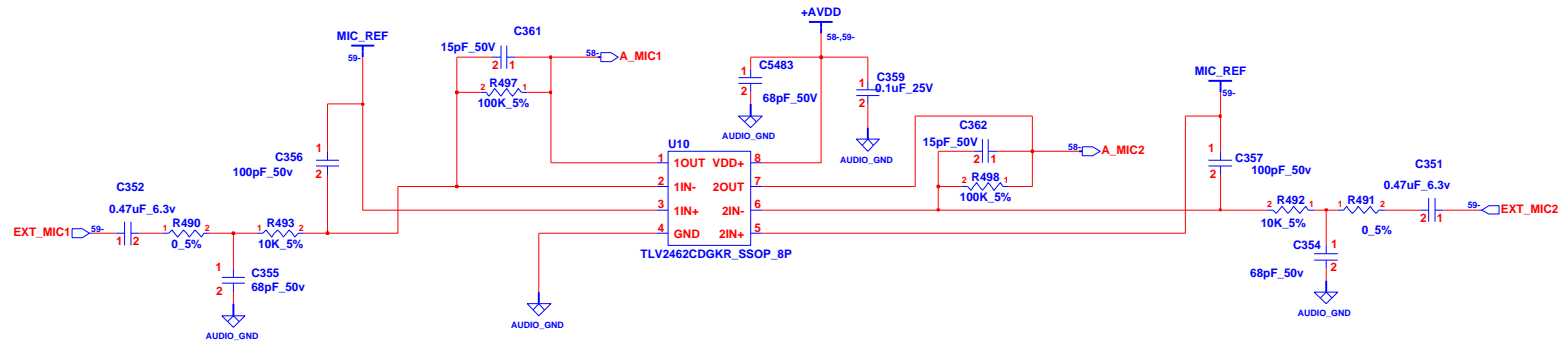 +AVDD
58-,59-
C361
15pF_50V
2 1
MIC_REF
59-
58- A_MIC1
R497
2 1
100K_5%
1
C5483
2
68pF_50V
AUDIO_GND
1
C359
0.1uF_25V
2
AUDIO_GND
MIC_REF
59-
C362
15pF_50V
2 1
58- A_MIC2
R498
2 1
100K_5%
U10
1 1OUT VDD+ 8
2 1IN- 2OUT 7
3 1IN+ 2IN- 6
4 GND 2IN+ 5
TLV2462CDGKR_SSOP_8P
1
C356
100pF_50v
2
1
C357
100pF_50v
2
C352
0.47uF_6.3v
EXT_MIC1 59-
1 2
R490
1 2
0_5%
R493
1 2
10K_5%
1
C355
2
68pF_50v
AUDIO_GND
AUDIO_GND
C351
0.47uF_6.3v
R492
2 1
10K_5%
R491
1 2
0_5%
2 1
59- EXT_MIC2
C354
1
2
68pF_50v
AUDIO_GND